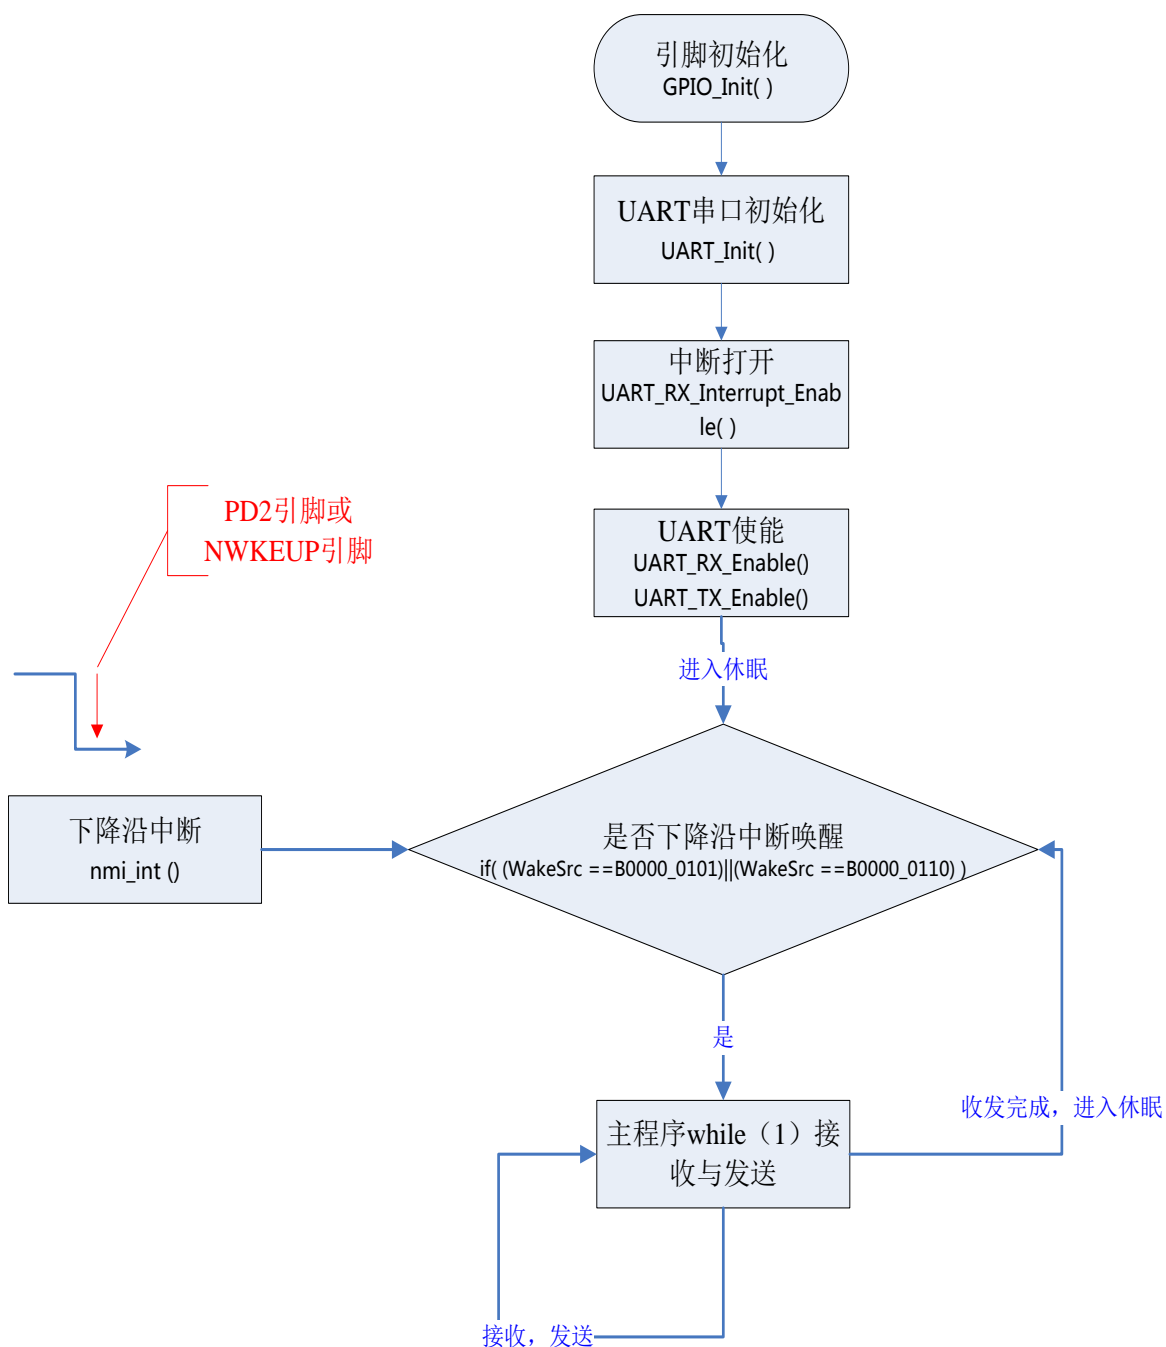 引脚初始化
GPIO_Init( )
UART串口初始化
UART_Init( )
中断打开
UART_RX_Interrupt_Enab
le( )
PD2引脚或
NWKEUP引脚
UART使能
UART_RX_Enable()
UART_TX_Enable()
进入休眠
下降沿中断
nmi_int ()
是否下降沿中断唤醒
if( (WakeSrc ==B0000_0101)||(WakeSrc ==B0000_0110) )
是
收发完成，进入休眠
主程序while（1）接
收与发送
接收，发送